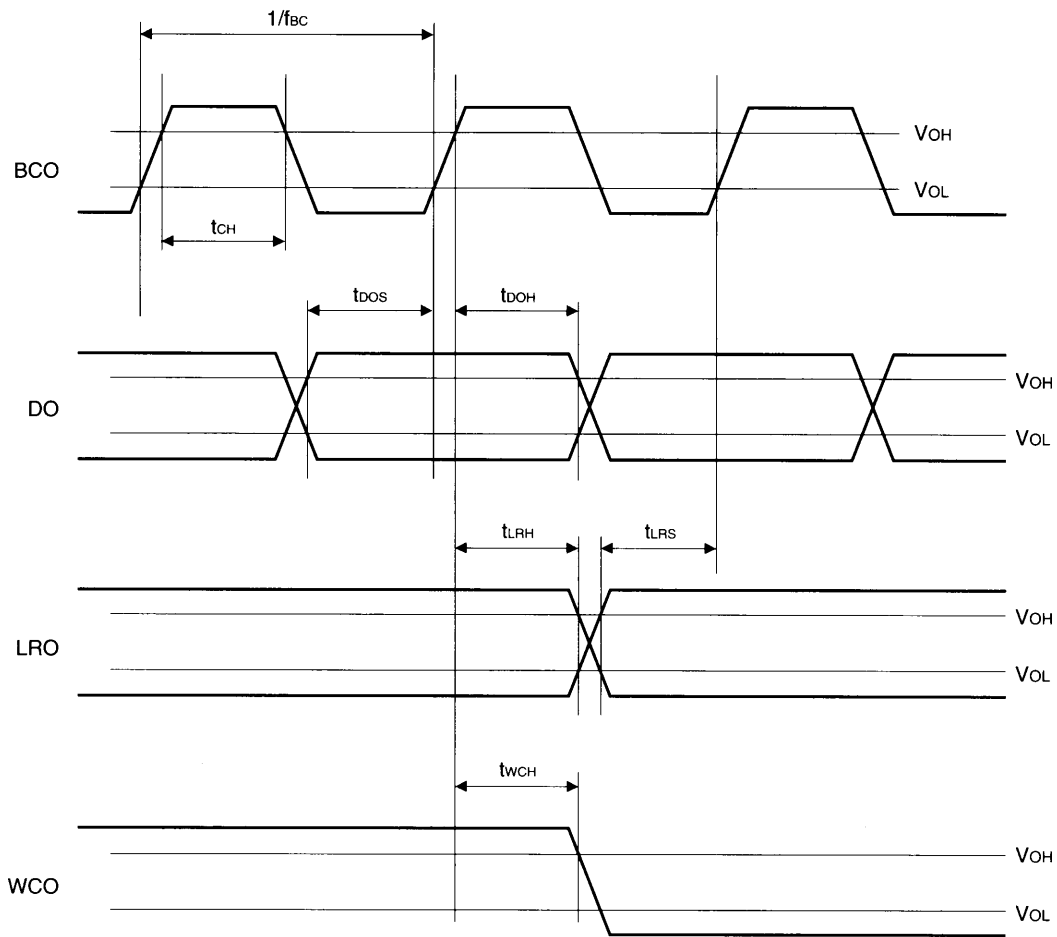 1/fBC
VOH
BCO
VOL
tCH
tDOS
tDOH
VOH
DO
VOL
tLRH
tLRS
VOH
LRO
VOL
tWCH
VOH
WCO
VOL